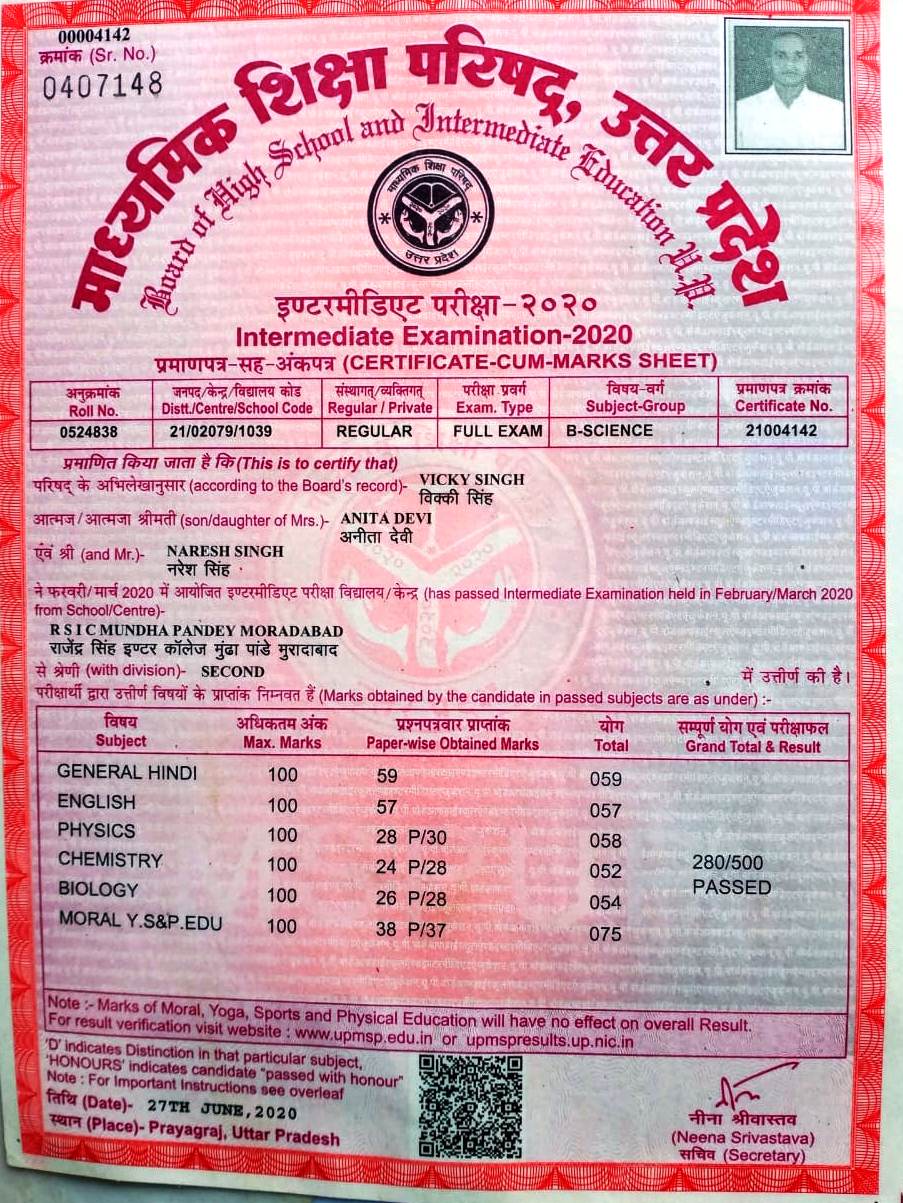 00004142
क्रमांक (Sr. No.)
0407148
माध्यमिक शिक्षा परिषद्, उत्तर प्रदेश
Board of High School and Intermediate Education U.P.
माध्यमिक शिक्षा परिषद
उत्तर प्रदेश
इण्टरमीडिएट परीक्षा-२०२०
Intermediate Examination-2020
प्रमाणपत्र-सह-अंकपत्र (CERTIFICATE-CUM-MARKS SHEET)
अनुक्रमांक जनपद/केन्द्र/विद्यालय कोड संस्थागत्/व्यक्तिगत् परीक्षा प्रवर्ग विषय-वर्ग प्रमाणपत्र क्रमांक
Roll No. Distt./Centre/School Code Regular / Private Exam. Type Subject-Group Certificate No.
0524838 21/02079/1039 REGULAR FULL EXAM B-SCIENCE 21004142
प्रमाणित किया जाता है कि (This is to certify that)
परिषद् के अभिलेखानुसार (according to the Board's record)- VICKY SINGH
विक्की सिंह
आत्मज/आत्मजा श्रीमती (son/daughter of Mrs.)- ANITA DEVI
अनीता देवी
एंवं श्री (and Mr.)- NARESH SINGH
नरेश सिंह
ने फरवरी/मार्च 2020 में आयोजित इण्टरमीडिएट परीक्षा विद्यालय/केन्द्र (has passed Intermediate Examination held in February/March 2020
from School/Centre)-
R S I C MUNDHA PANDEY MORADABAD
राजेंद्र सिंह इण्टर कॉलेज मुंढा पांडे मुरादाबाद
से श्रेणी (with division)- SECOND में उत्तीर्ण की है।
परीक्षार्थी द्वारा उत्तीर्ण विषयों के प्राप्तांक निम्नवत हैं (Marks obtained by the candidate in passed subjects are as under) :-
विषय अधिकतम अंक प्रश्नपत्रवार प्राप्तांक योग सम्पूर्ण योग एवं परीक्षाफल
Subject Max. Marks Paper-wise Obtained Marks Total Grand Total & Result
GENERAL HINDI 100 59 059
ENGLISH 100 57 057
PHYSICS 100 28 P/30 058
CHEMISTRY 100 24 P/28 052 280/500
BIOLOGY 100 26 P/28 054 PASSED
MORAL Y.S&P.EDU 100 38 P/37 075
Note :- Marks of Moral, Yoga, Sports and Physical Education will have no effect on overall Result.
For result verification visit website : www.upmsp.edu.in or upmspresults.up.nic.in
'D' indicates Distinction in that particular subject,
'HONOURS' indicates candidate "passed with honour"
Note : For Important Instructions see overleaf
तिथि (Date)- 27TH JUNE,2020
स्थान (Place)- Prayagraj, Uttar Pradesh
नीना श्रीवास्तव
(Neena Srivastava)
सचिव (Secretary)